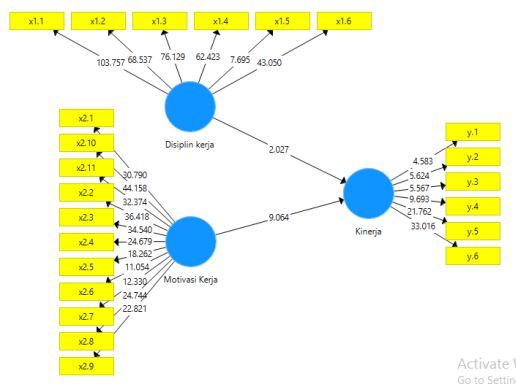 x1.1 x1.2 x1.3 x1.4 x1.5 x1.6
103.757 68.537 76.129 62.423 7.695 43.050
Disiplin kerja
x2.1
x2.10
x2.11
x2.2
x2.3
x2.4
x2.5
x2.6
x2.7
x2.8
x2.9
30.790
44.158
32.374
36.418
34.540
24.679
18.262
11.054
12.330
24.744
22.821
Motivasi Kerja
2.027
9.064
Kinerja
4.583
5.624
5.567
9.693
21.762
33.016
y.1
y.2
y.3
y.4
y.5
y.6
Activate
Go to Settin